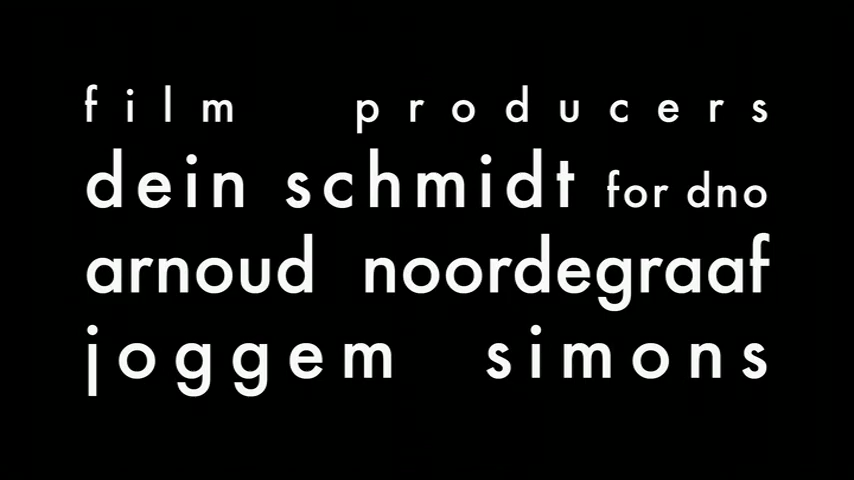 film producers
dein schmidt for dno
arnoud noordegraaf
joggem simons